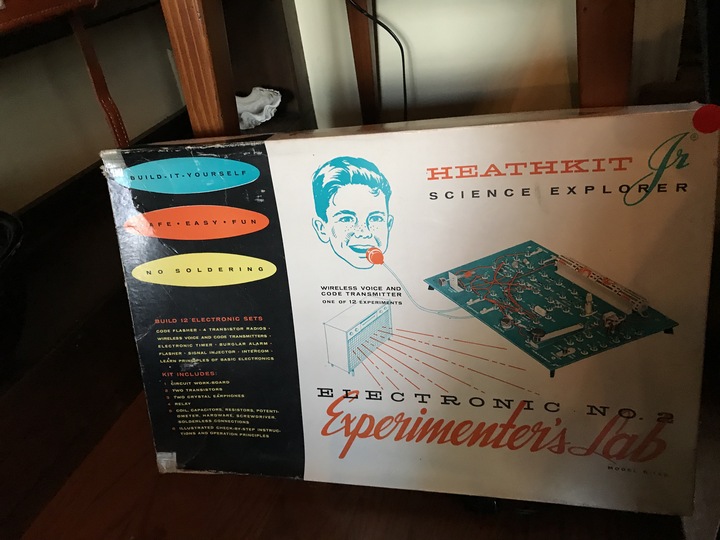 BUILD-IT-YOURSELF
AFE • EASY • FUN
NO SOLDERING
BUILD 12 ELECTRONIC SETS
CODE FLASHER • 4 TRANSISTOR RADIOS •
WIRELESS VOICE AND CODE TRANSMITTERS •
ELECTRONIC TIMER • BURGLAR ALARM •
FLASHER • SIGNAL INJECTOR • INTERCOM •
LEARN PRINCIPLES OF BASIC ELECTRONICS
KIT INCLUDES:
1 CIRCUIT WORK-BOARD
2 TWO TRANSISTORS
3 TWO CRYSTAL EARPHONES
4 RELAY
5 COIL, CAPACITORS, RESISTORS, POTENTI-
OMETER, HARDWARE, SCREWDRIVER,
SOLDERLESS CONNECTIONS
6 ILLUSTRATED CHECK-BY-STEP INSTRUC-
TIONS AND OPERATION PRINCIPLES
HEATHKIT Jr®
SCIENCE EXPLORER
WIRELESS VOICE AND
CODE TRANSMITTER
ONE OF 12 EXPERIMENTS
ELECTRONIC NO. 2
Experimenter's Lab
MODEL